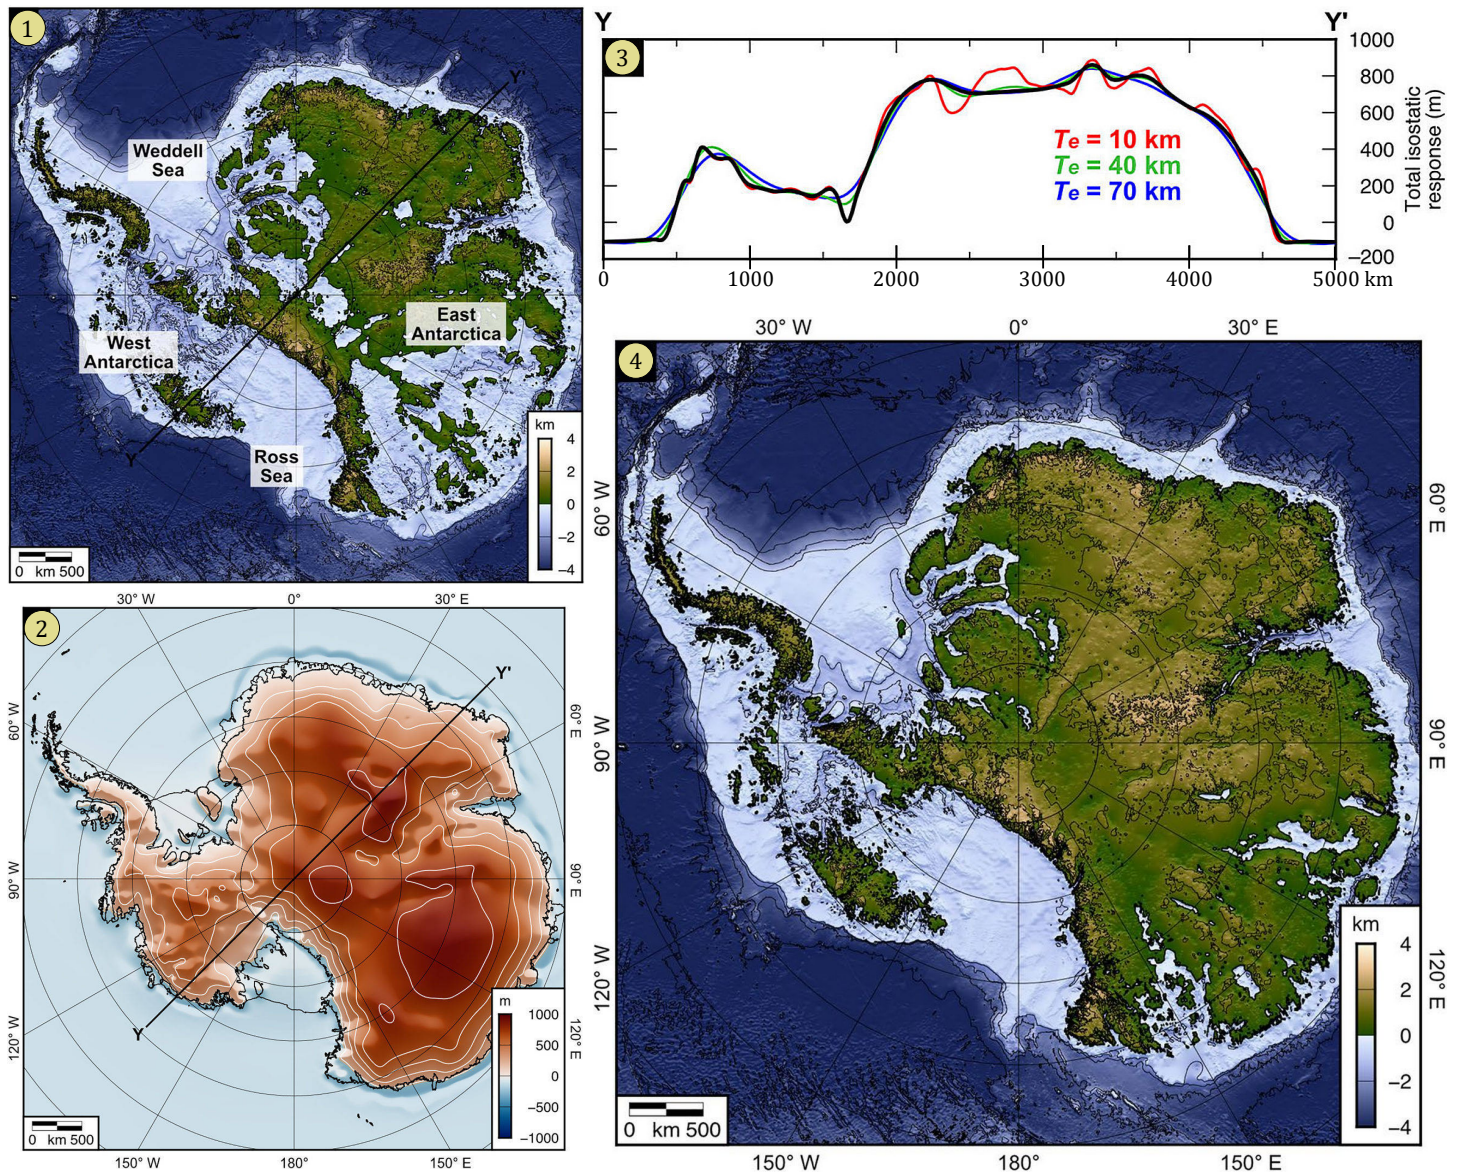 1
Weddell
Sea
West
Antarctica
East
Antarctica
Ross
Sea
Y
Y'
km
4
2
0
−2
−4
0 km 500
3
Y
Y'
1000
800
600
400
200
0
−200
Total isostatic
response (m)
Te = 10 km
Te = 40 km
Te = 70 km
0 1000 2000 3000 4000 5000 km
2
30° W 0° 30° E
60° W
90° W
120° W
60° E
90° E
120° E
Y'
Y
m
1000
500
0
−500
−1000
0 km 500
150° W 180° 150° E
4
30° W 0° 30° E
60° W
90° W
120° W
60° E
90° E
120° E
km
4
2
0
−2
−4
0 km 500
150° W 180° 150° E